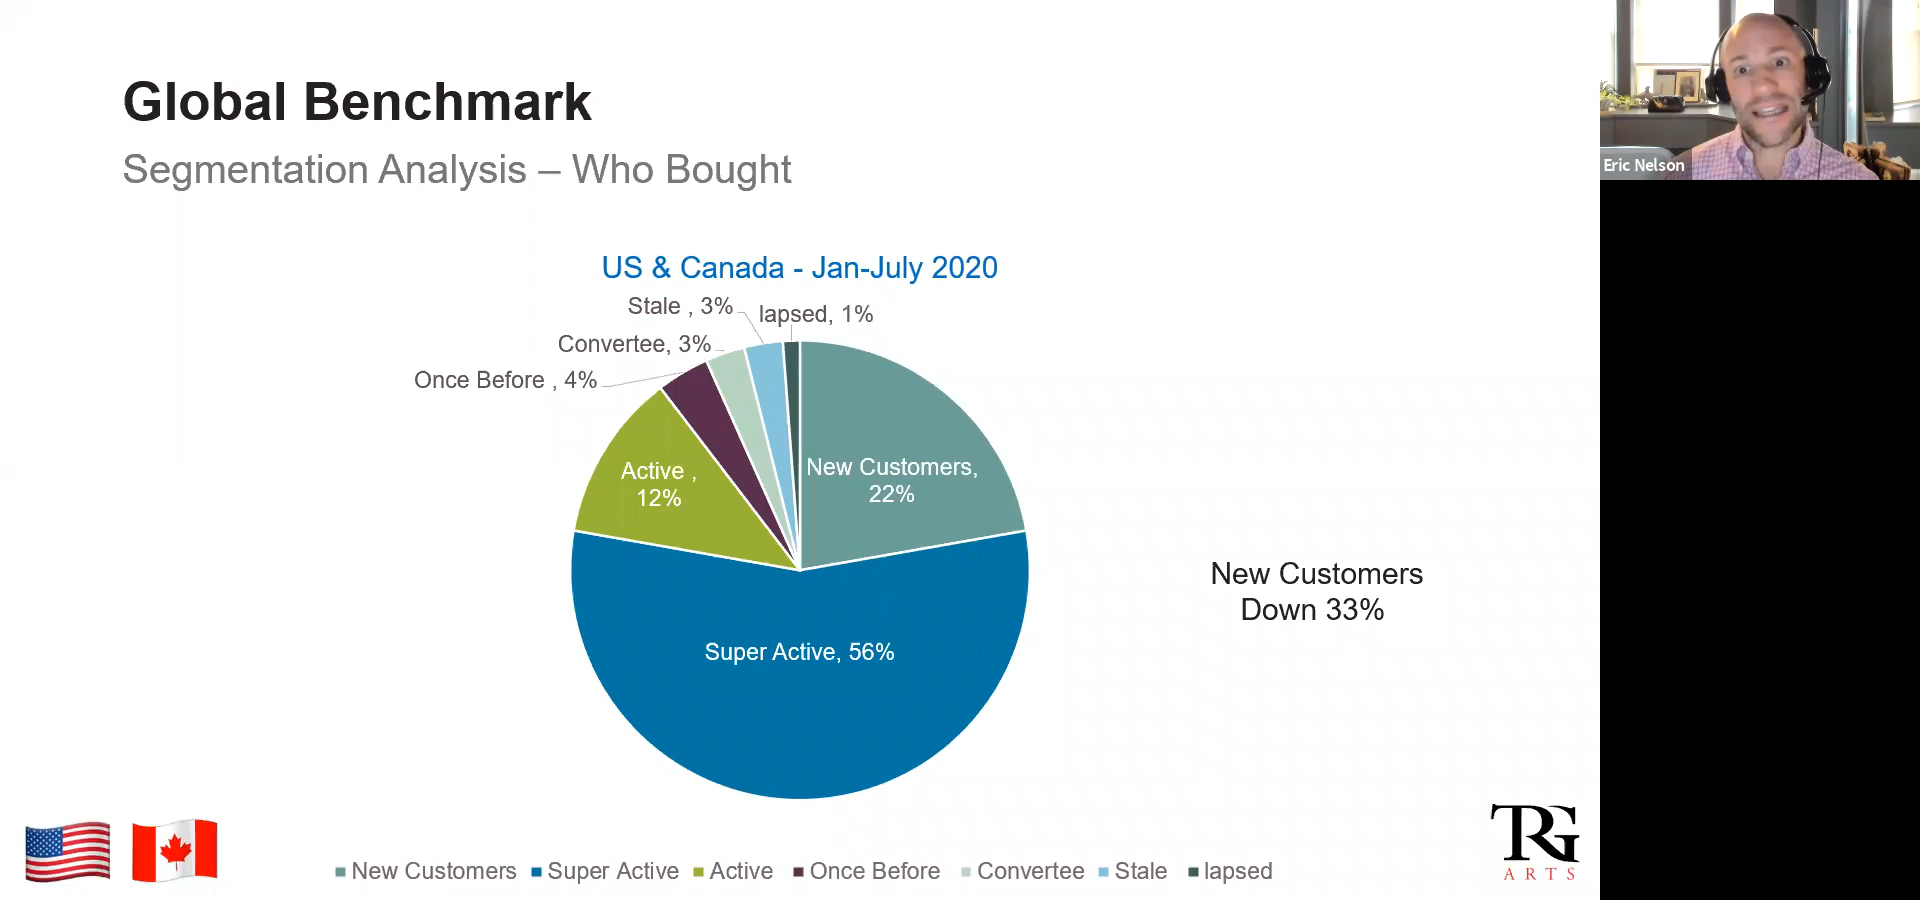 Global Benchmark
Segmentation Analysis – Who Bought
US & Canada - Jan-July 2020
Stale , 3%
lapsed, 1%
Convertee, 3%
Once Before , 4%
Active ,
12%
New Customers,
22%
Super Active, 56%
New Customers
Down 33%
New Customers Super Active Active Once Before Convertee Stale lapsed
TRG
ARTS
Eric Nelson